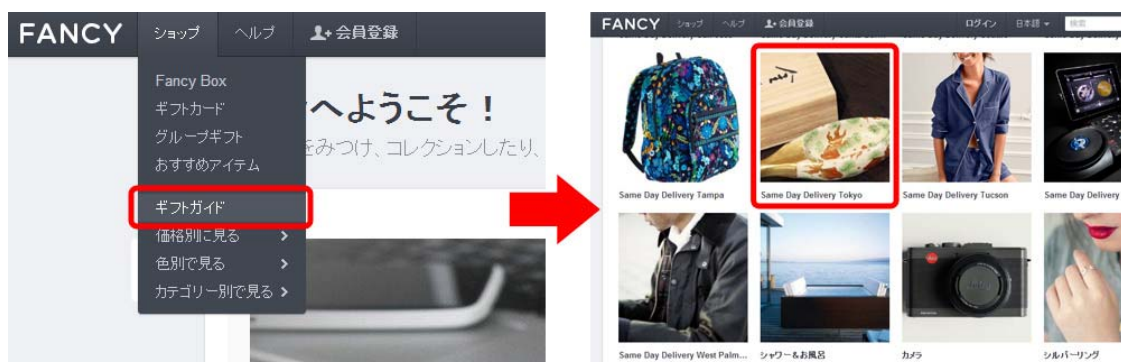 FANCY ショップ ヘルプ 会員登録
Fancy Box
ギフトカード
グループギフト
おすすめアイテム
ギフトガイド
価格別に見る
色別で見る
カテゴリー別で見る
へようこそ！
をみつけ、コレクションしたり、
FANCY ショップ ヘルプ 会員登録 ログイン 日本語 検索
Same Day Delivery Tampa
Same Day Delivery Tokyo
Same Day Delivery Tucson
Same Day Delivery
Same Day Delivery West Palm...
シャワー&お風呂
カメラ
シルバーリング